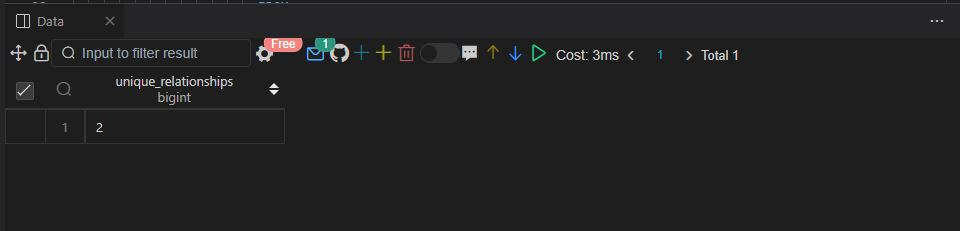 Data
Input to filter result
Free
1
Cost: 3ms
1
Total 1
unique_relationships
bigint
1
2